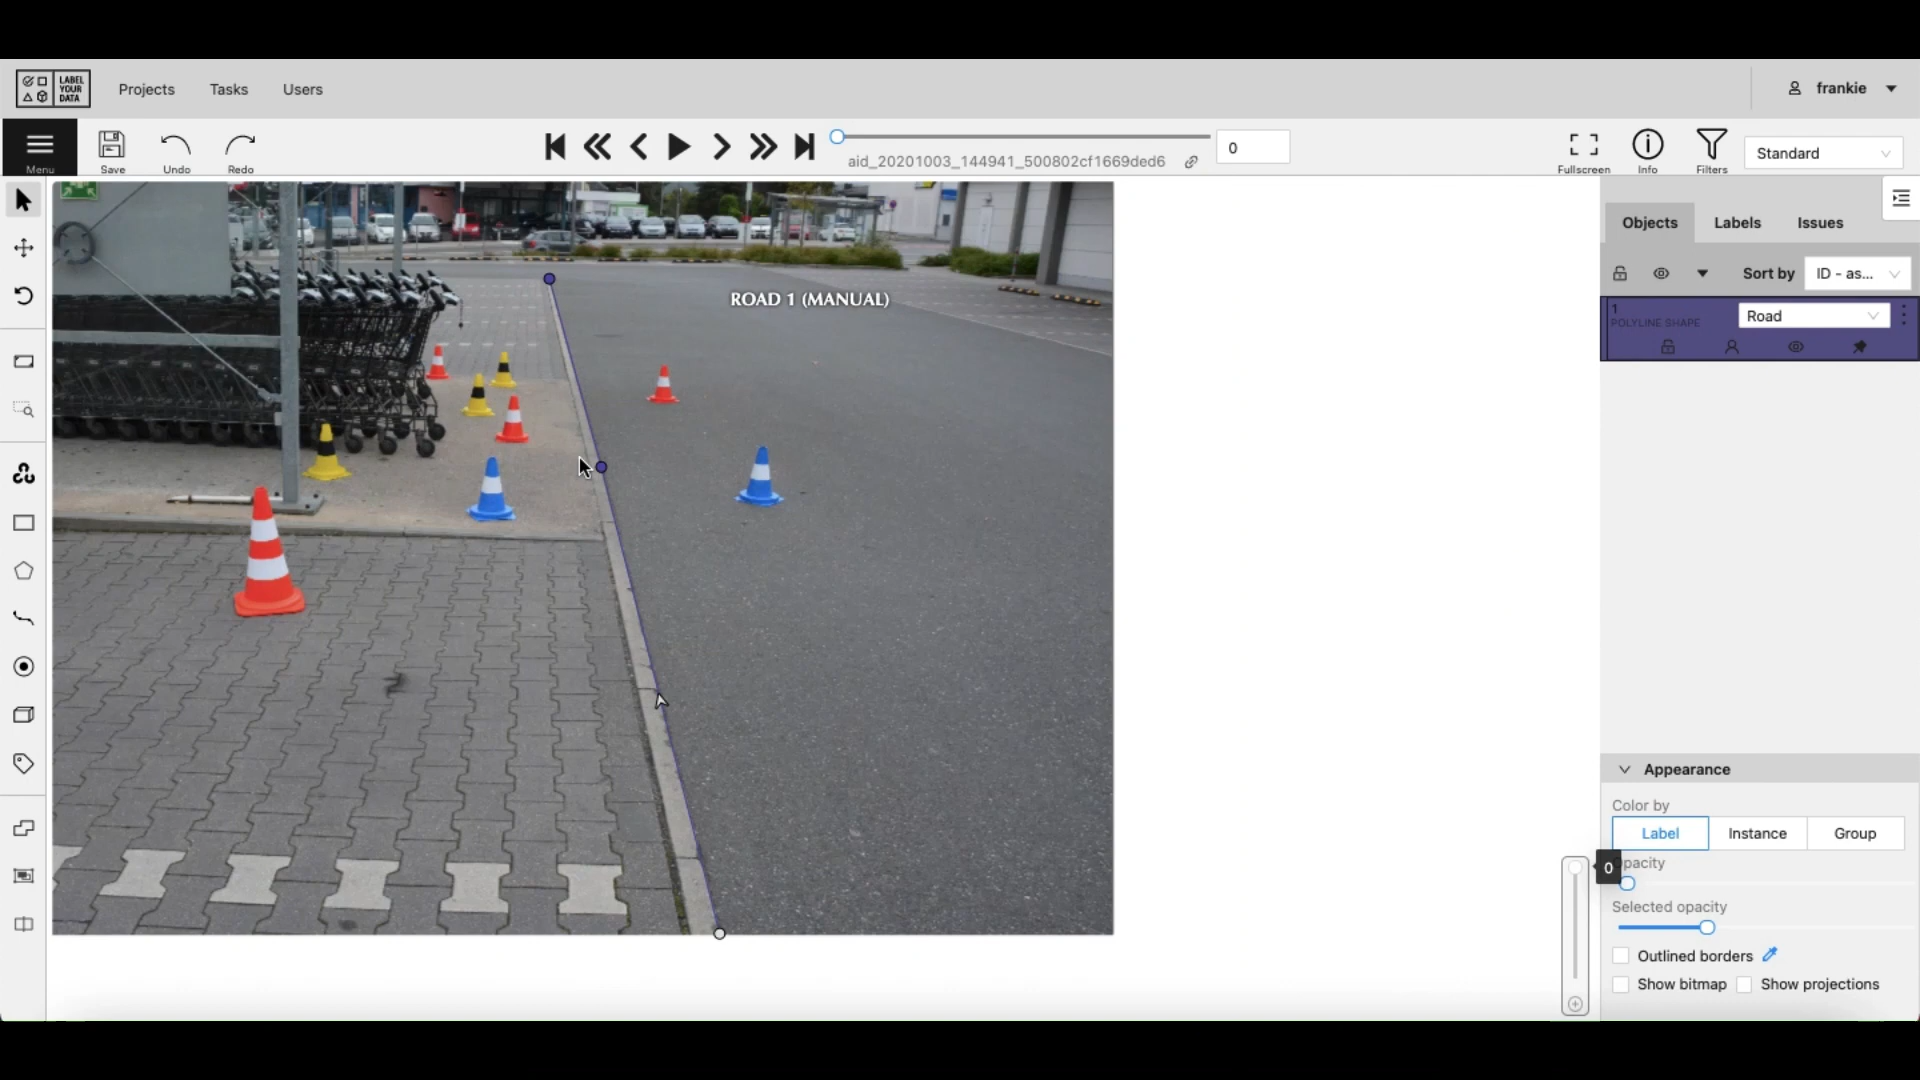 LABEL
YOUR
DATA
Projects
Tasks
Users
frankie
Menu
Save
Undo
Redo
aid_20201003_144941_500802cf1669ded6
0
Fullscreen
Info
Filters
Standard
Objects
Labels
Issues
Sort by
ID - as...
ROAD 1 (MANUAL)
1
POLYLINE SHAPE
Road
Appearance
Color by
Label
Instance
Group
0
pacity
Selected opacity
Outlined borders
Show bitmap
Show projections